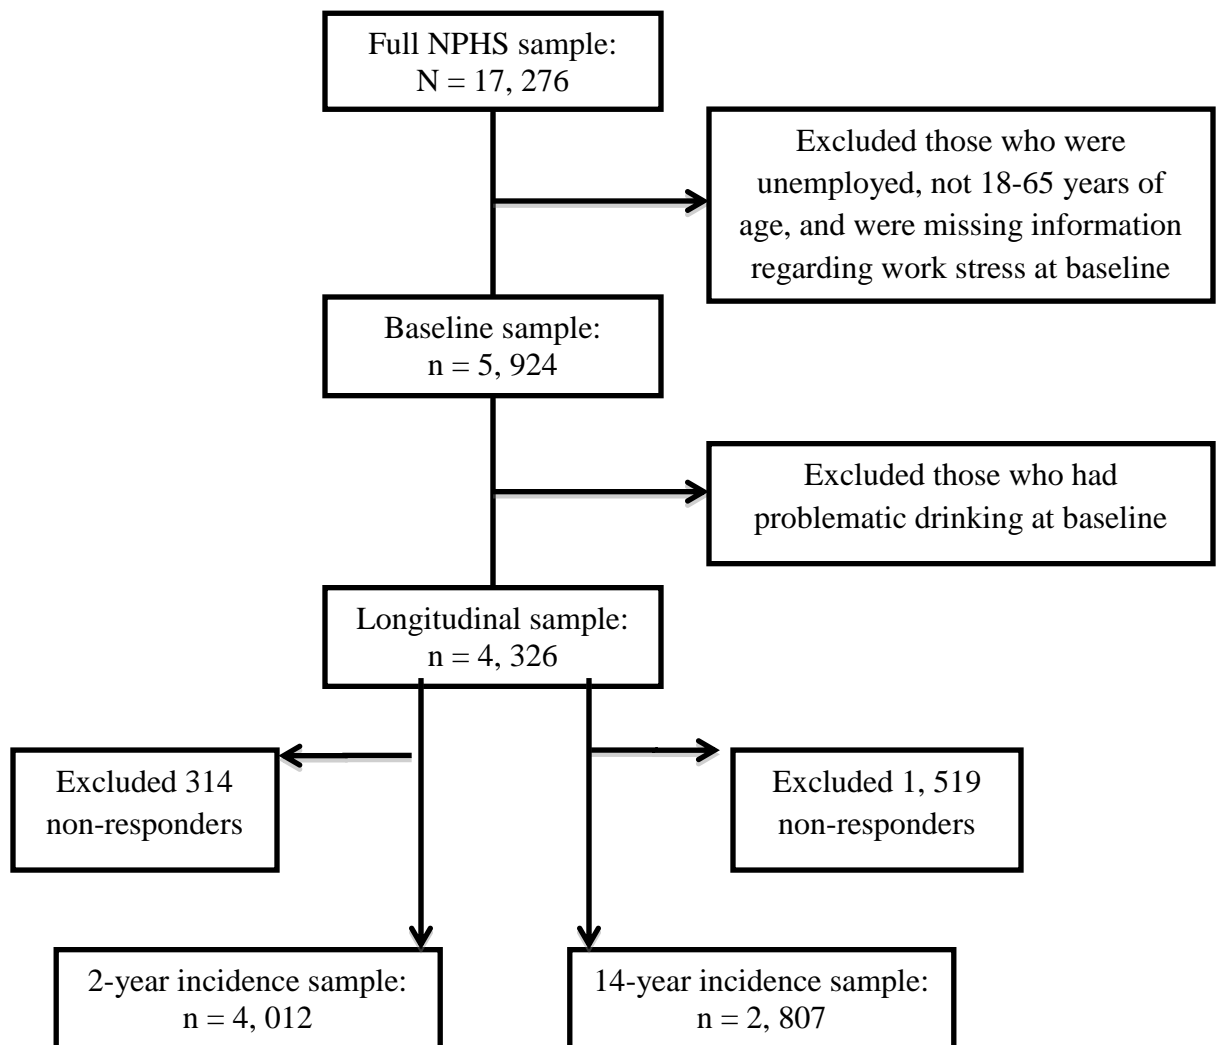 Full NPHS sample:
N = 17, 276
Excluded those who were
unemployed, not 18-65 years of
age, and were missing information
regarding work stress at baseline
Baseline sample:
n = 5, 924
Excluded those who had
problematic drinking at baseline
Longitudinal sample:
n = 4, 326
Excluded 314
non-responders
Excluded 1, 519
non-responders
2-year incidence sample:
n = 4, 012
14-year incidence sample:
n = 2, 807